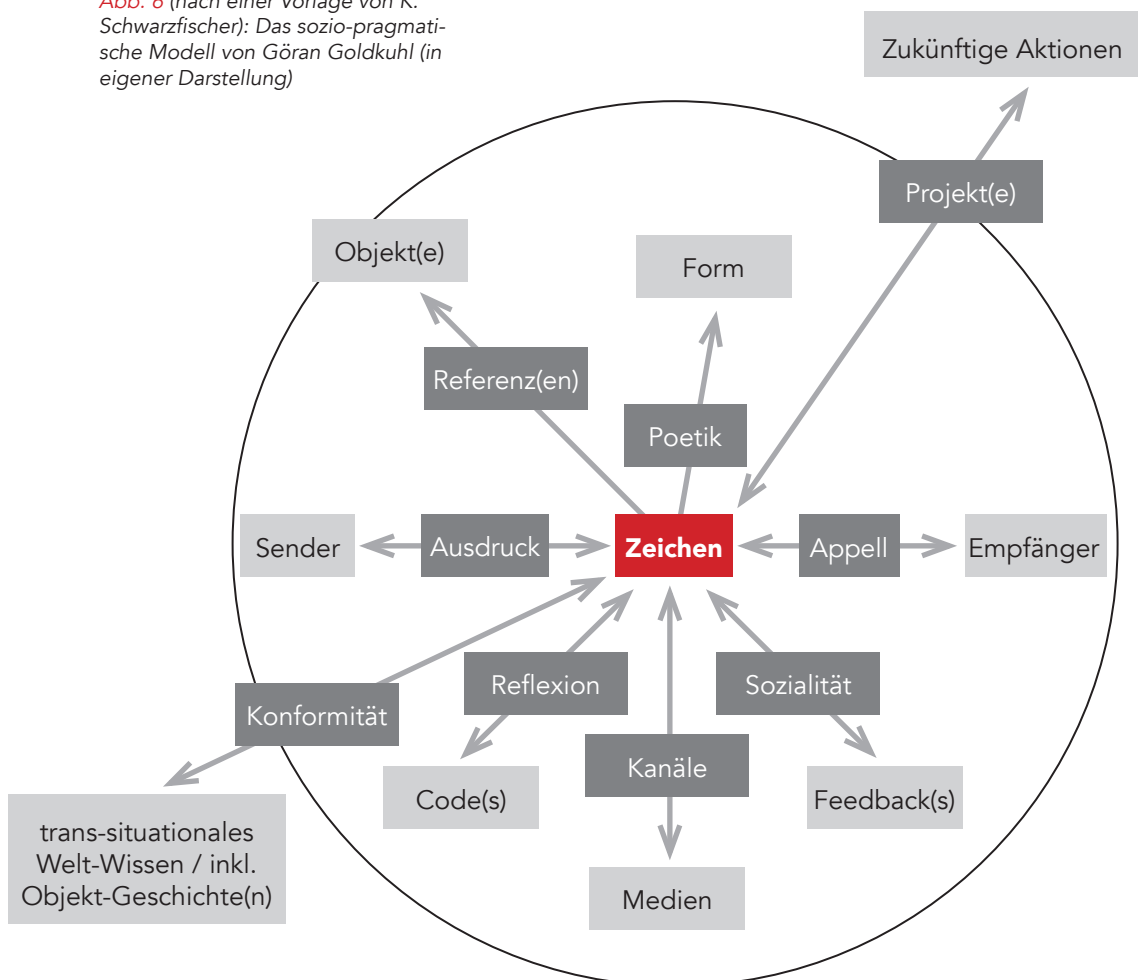 Abb. 6 (nach einer Vorlage von K.
Schwarzfischer): Das sozio-pragmati-
sche Modell von Göran Goldkuhl (in
eigener Darstellung)
Zukünftige Aktionen
Projekt(e)
Objekt(e)
Form
Referenz(en)
Poetik
Sender
Ausdruck
Zeichen
Appell
Empfänger
Reflexion
Sozialität
Konformität
Kanäle
Code(s)
Feedback(s)
trans-situationales
Welt-Wissen / inkl.
Objekt-Geschichte(n)
Medien